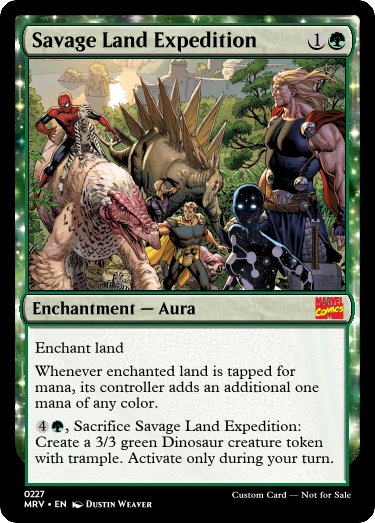 Savage Land Expedition 1
Enchantment — Aura
MARVEL
COMICS
Enchant land
Whenever enchanted land is tapped for
mana, its controller adds an additional one
mana of any color.
4, Sacrifice Savage Land Expedition:
Create a 3/3 green Dinosaur creature token
with trample. Activate only during your turn.
0227
MRV • EN Dustin Weaver
Custom Card — Not for Sale